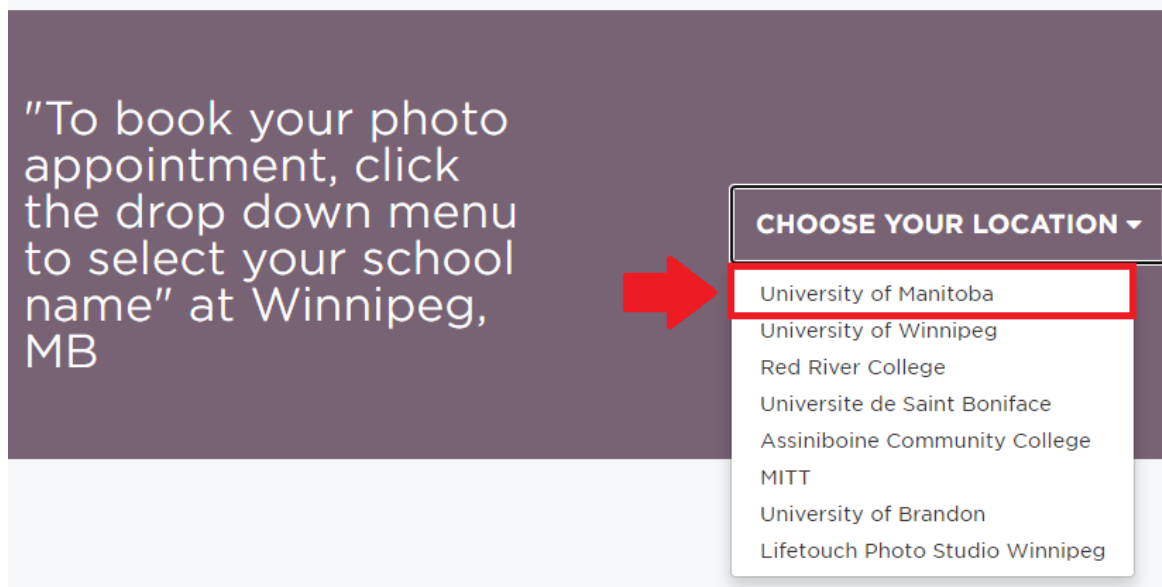 "To book your photo
appointment, click
the drop down menu
to select your school
name" at Winnipeg,
MB
CHOOSE YOUR LOCATION
University of Manitoba
University of Winnipeg
Red River College
Universite de Saint Boniface
Assiniboine Community College
MITT
University of Brandon
Lifetouch Photo Studio Winnipeg